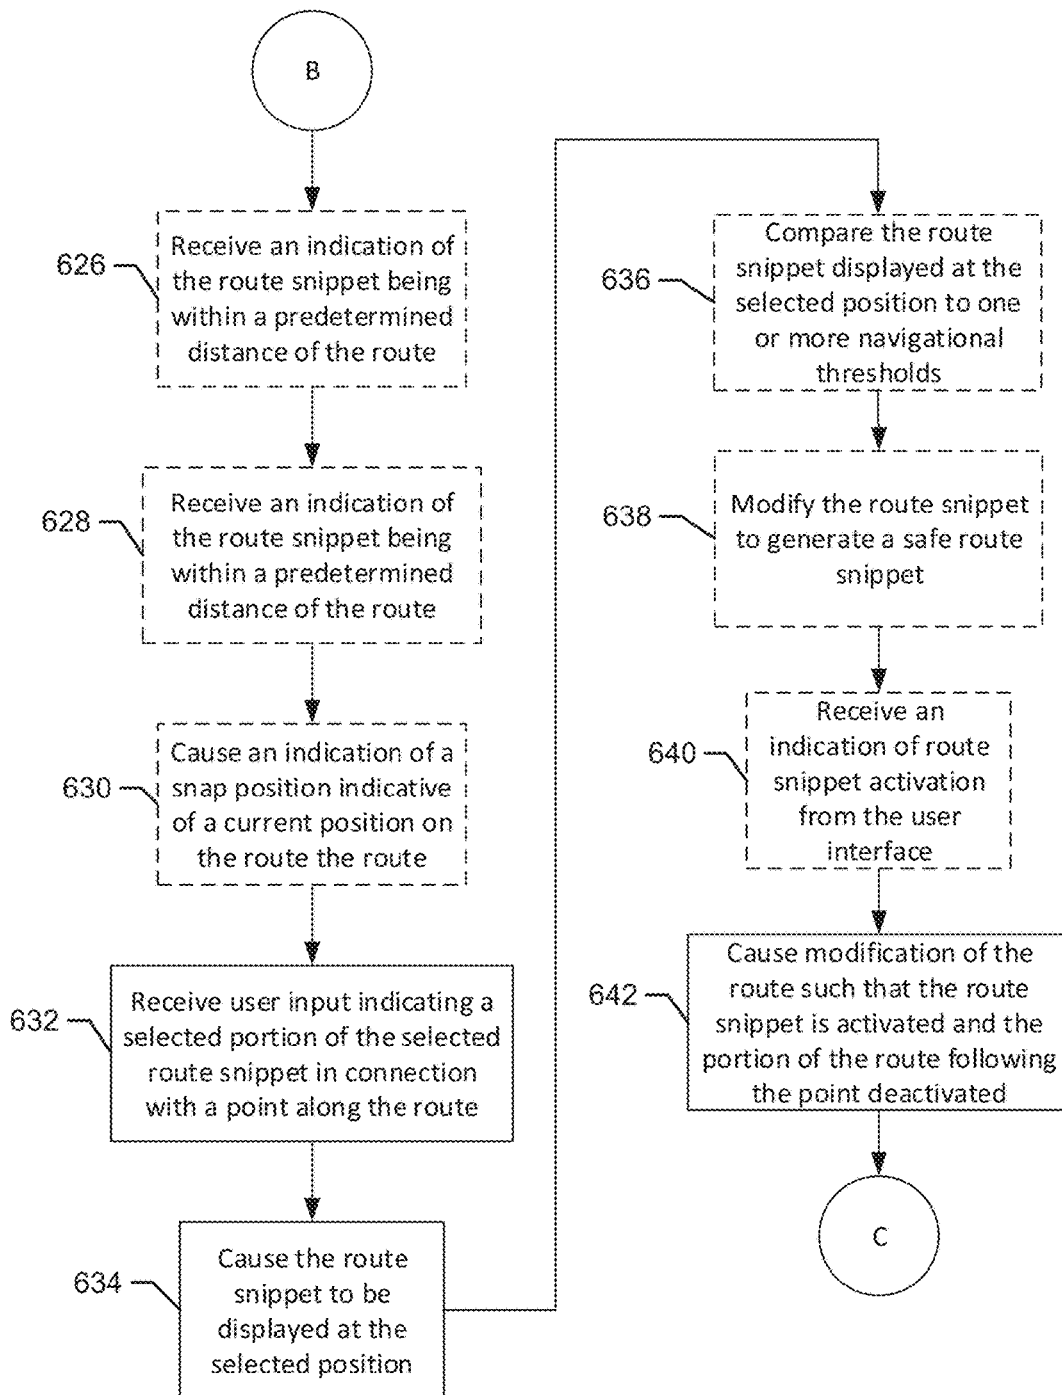 B
626
Receive an indication of
the route snippet being
within a predetermined
distance of the route
628
Receive an indication of
the route snippet being
within a predetermined
distance of the route
630
Cause an indication of a
snap position indicative
of a current position on
the route the route
632
Receive user input indicating a
selected portion of the selected
route snippet in connection
with a point along the route
634
Cause the route
snippet to be
displayed at the
selected position
636
Compare the route
snippet displayed at the
selected position to one
or more navigational
thresholds
638
Modify the route snippet
to generate a safe route
snippet
640
Receive an
indication of route
snippet activation
from the user
interface
642
Cause modification of the
route such that the route
snippet is activated and the
portion of the route following
the point deactivated
C